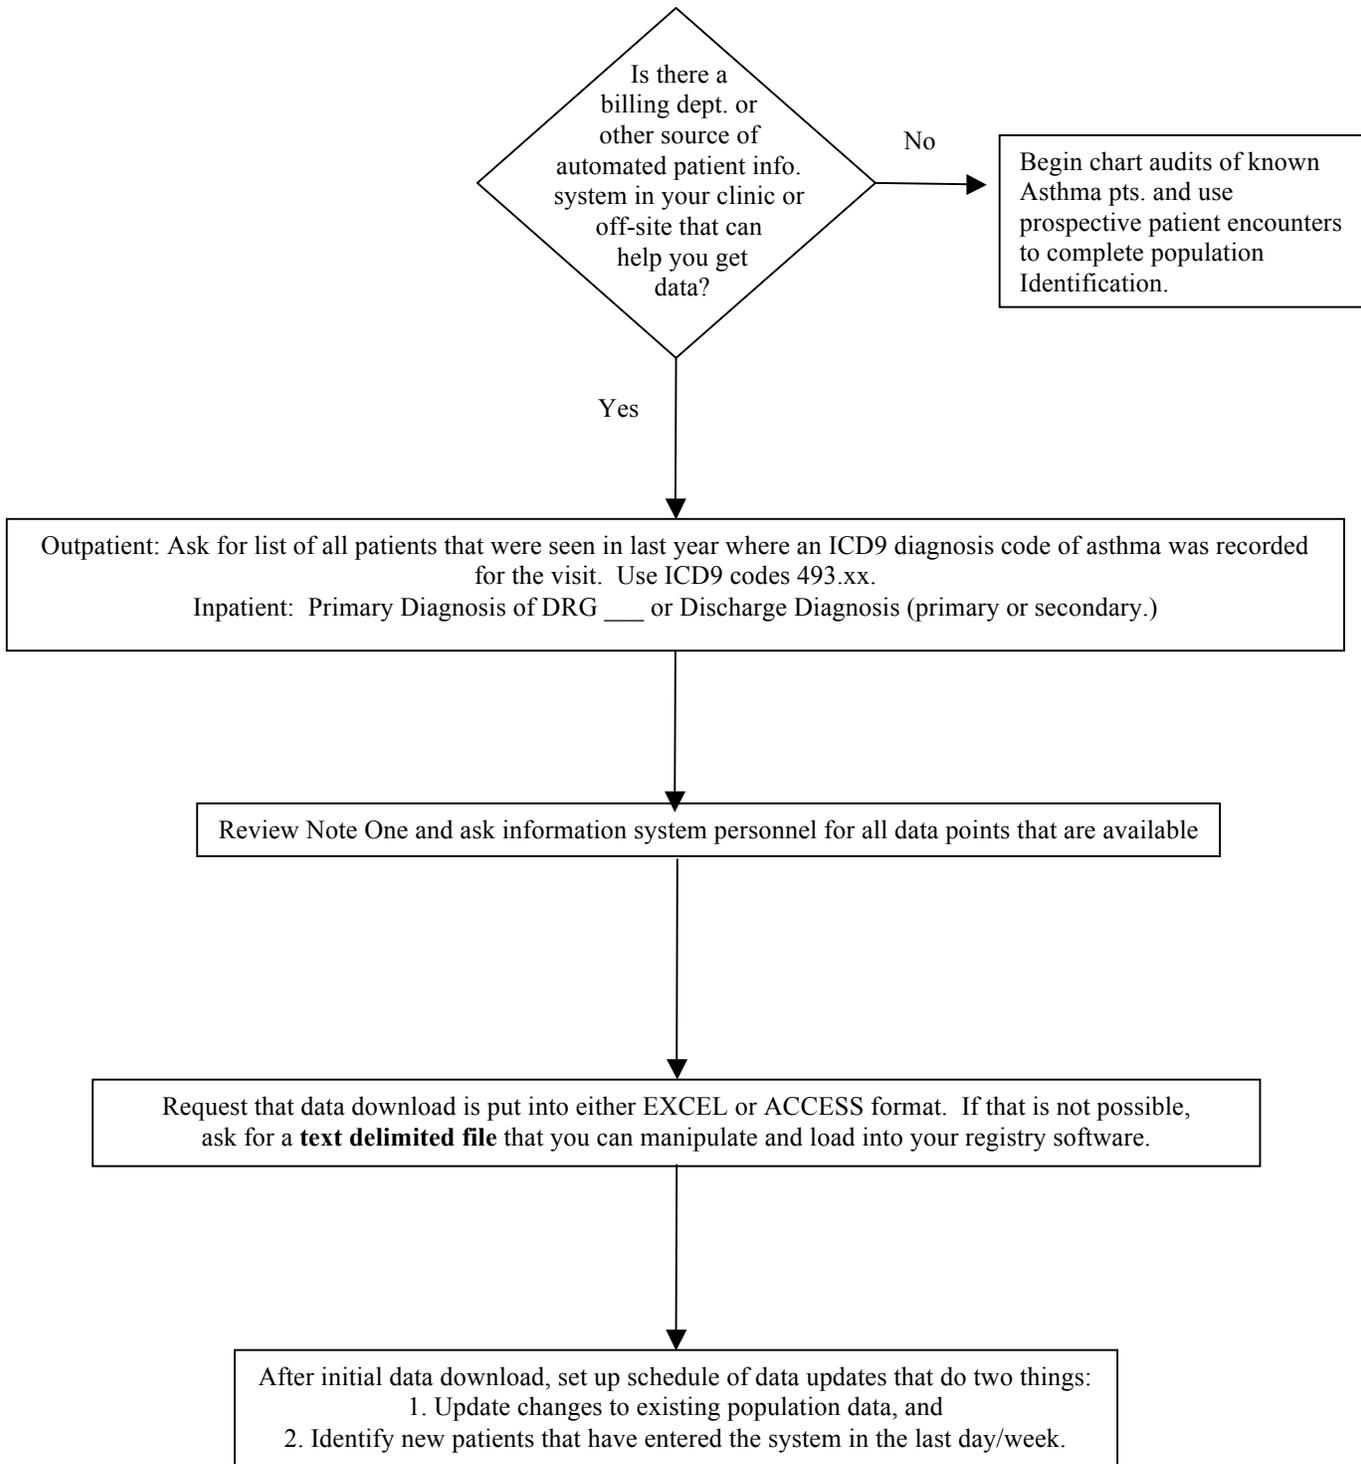 Is there a
billing dept. or
other source of
automated patient info.
system in your clinic or
off-site that can
help you get
data?
No
Begin chart audits of known
Asthma pts. and use
prospective patient encounters
to complete population
Identification.
Yes
Outpatient: Ask for list of all patients that were seen in last year where an ICD9 diagnosis code of asthma was recorded
for the visit.  Use ICD9 codes 493.xx.
Inpatient:  Primary Diagnosis of DRG ___ or Discharge Diagnosis (primary or secondary.)
Review Note One and ask information system personnel for all data points that are available
Request that data download is put into either EXCEL or ACCESS format.  If that is not possible,
ask for a text delimited file that you can manipulate and load into your registry software.
After initial data download, set up schedule of data updates that do two things:
1. Update changes to existing population data, and
2. Identify new patients that have entered the system in the last day/week.